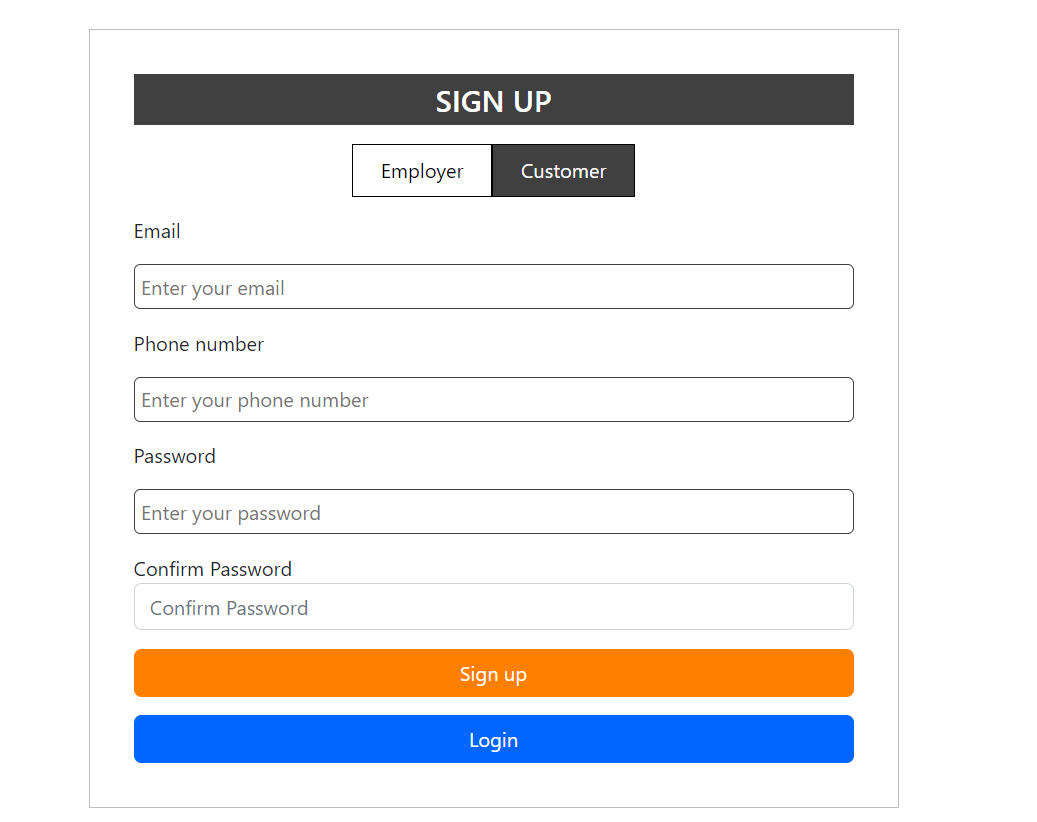 SIGN UP
Employer Customer
Email
Enter your email
Phone number
Enter your phone number
Password
Enter your password
Confirm Password
Confirm Password
Sign up
Login